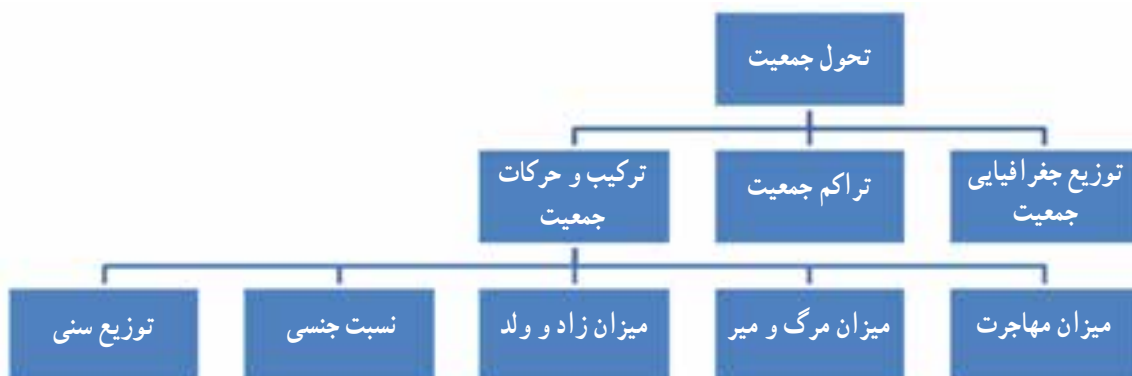 تحول جمعیت
توزیع جغرافیایی
جمعیت
تراکم جمعیت
ترکیب و حرکات
جمعیت
میزان مهاجرت
میزان مرگ و میر
میزان زاد و ولد
نسبت جنسی
توزیع سنی